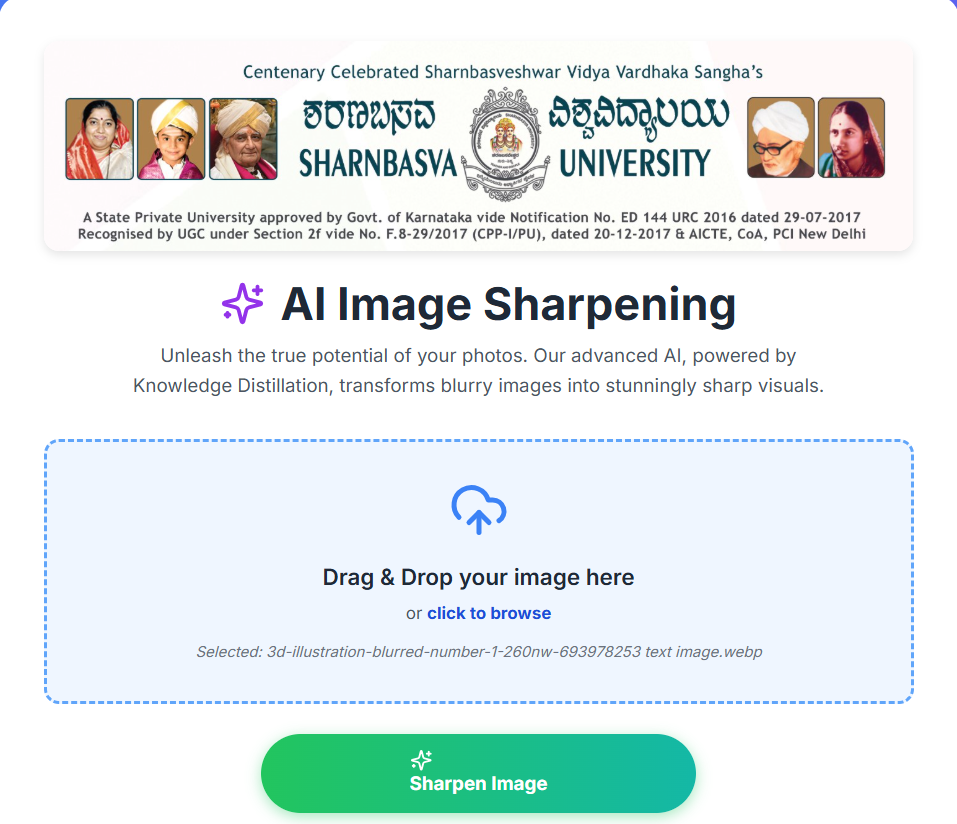 Centenary Celebrated Sharnbasveshwar Vidya Vardhaka Sangha's
ಶರಣಬಸವ ವಿಶ್ವವಿದ್ಯಾಲಯ
SHARNBASVA UNIVERSITY
A State Private University approved by Govt. of Karnataka vide Notification No. ED 144 URC 2016 dated 29-07-2017
Recognised by UGC under Section 2f vide No. F.8-29/2017 (CPP-I/PU), dated 20-12-2017 & AICTE, CoA, PCI New Delhi
AI Image Sharpening
Unleash the true potential of your photos. Our advanced AI, powered by
Knowledge Distillation, transforms blurry images into stunningly sharp visuals.
Drag & Drop your image here
or click to browse
Selected: 3d-illustration-blurred-number-1-260nw-693978253 text image.webp
Sharpen Image